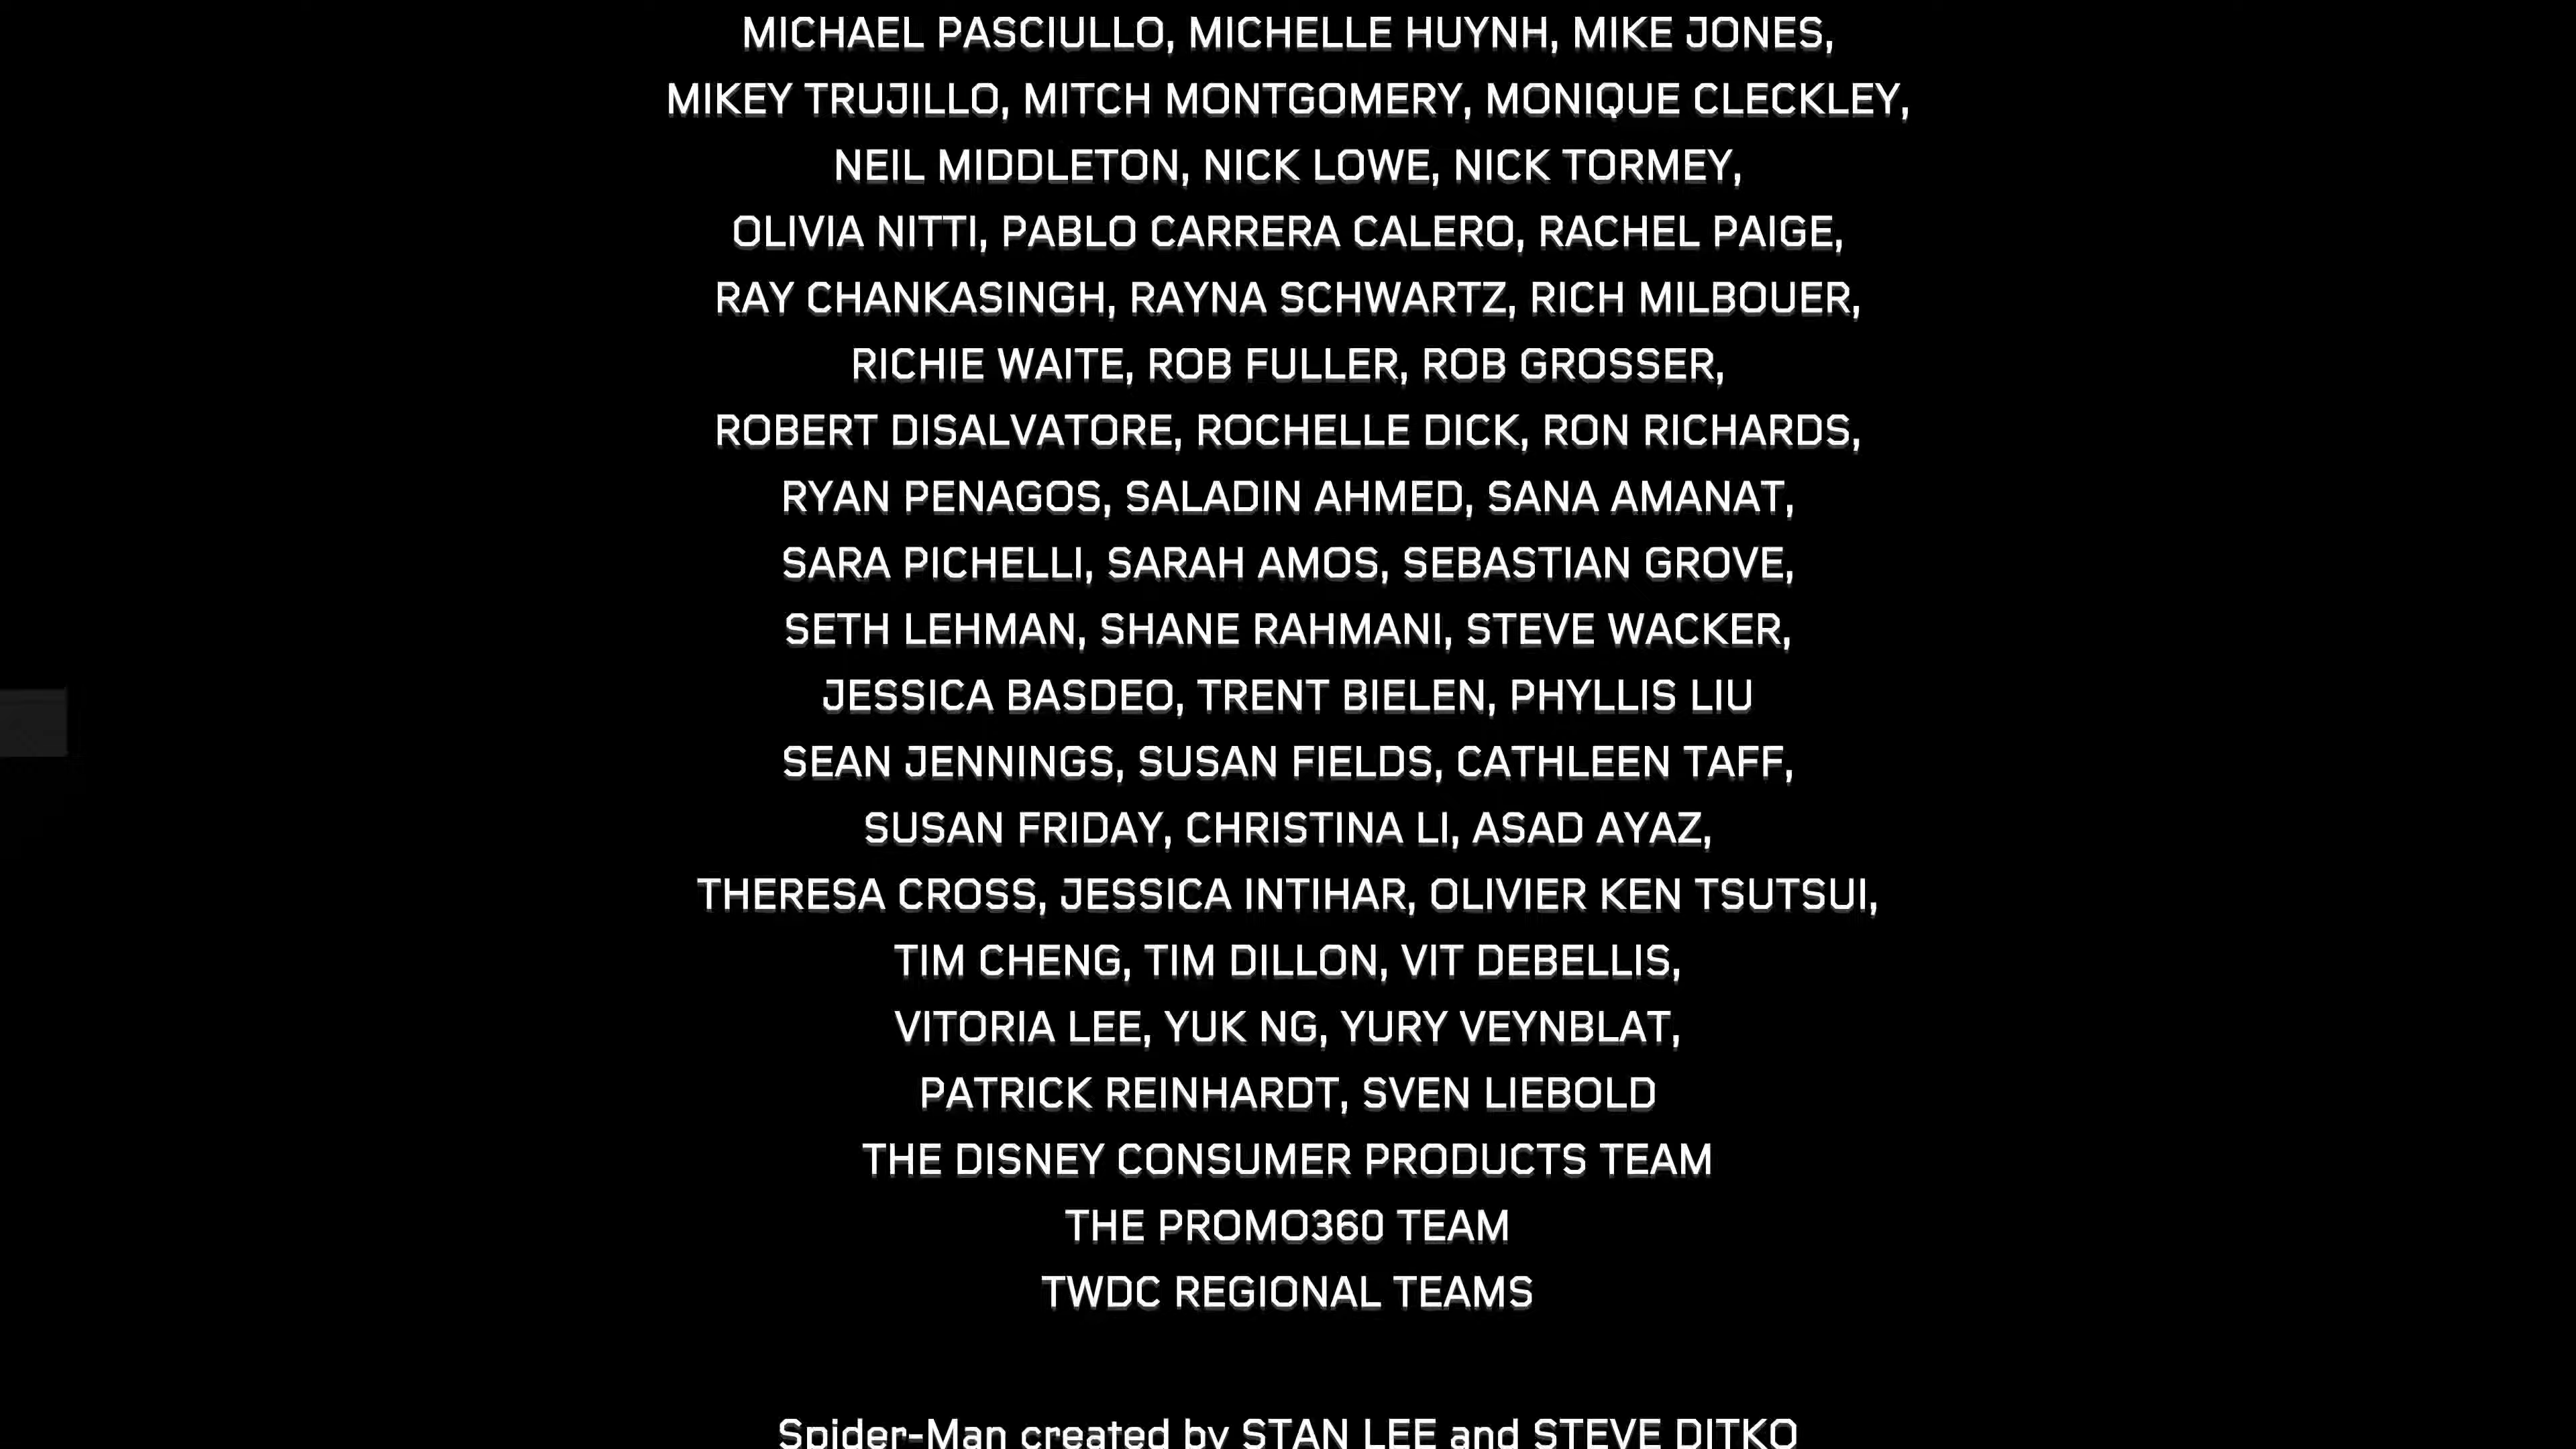 MICHAEL PASCIULLO, MICHELLE HUYNH, MIKE JONES,
MIKEY TRUJILLO, MITCH MONTGOMERY, MONIQUE CLECKLEY,
NEIL MIDDLETON, NICK LOWE, NICK TORMEY,
OLIVIA NITTI, PABLO CARRERA CALERO, RACHEL PAIGE,
RAY CHANKASINGH, RAYNA SCHWARTZ, RICH MILBOUER,
RICHIE WAITE, ROB FULLER, ROB GROSSER,
ROBERT DISALVATORE, ROCHELLE DICK, RON RICHARDS,
RYAN PENAGOS, SALADIN AHMED, SANA AMANAT,
SARA PICHELLI, SARAH AMOS, SEBASTIAN GROVE,
SETH LEHMAN, SHANE RAHMANI, STEVE WACKER,
JESSICA BASDEO, TRENT BIELEN, PHYLLIS LIU
SEAN JENNINGS, SUSAN FIELDS, CATHLEEN TAFF,
SUSAN FRIDAY, CHRISTINA LI, ASAD AYAZ,
THERESA CROSS, JESSICA INTIHAR, OLIVIER KEN TSUTSUI,
TIM CHENG, TIM DILLON, VIT DEBELLIS,
VITORIA LEE, YUK NG, YURY VEYNBLAT,
PATRICK REINHARDT, SVEN LIEBOLD
THE DISNEY CONSUMER PRODUCTS TEAM
THE PROMO360 TEAM
TWDC REGIONAL TEAMS
Spider-Man created by STAN LEE and STEVE DITKO